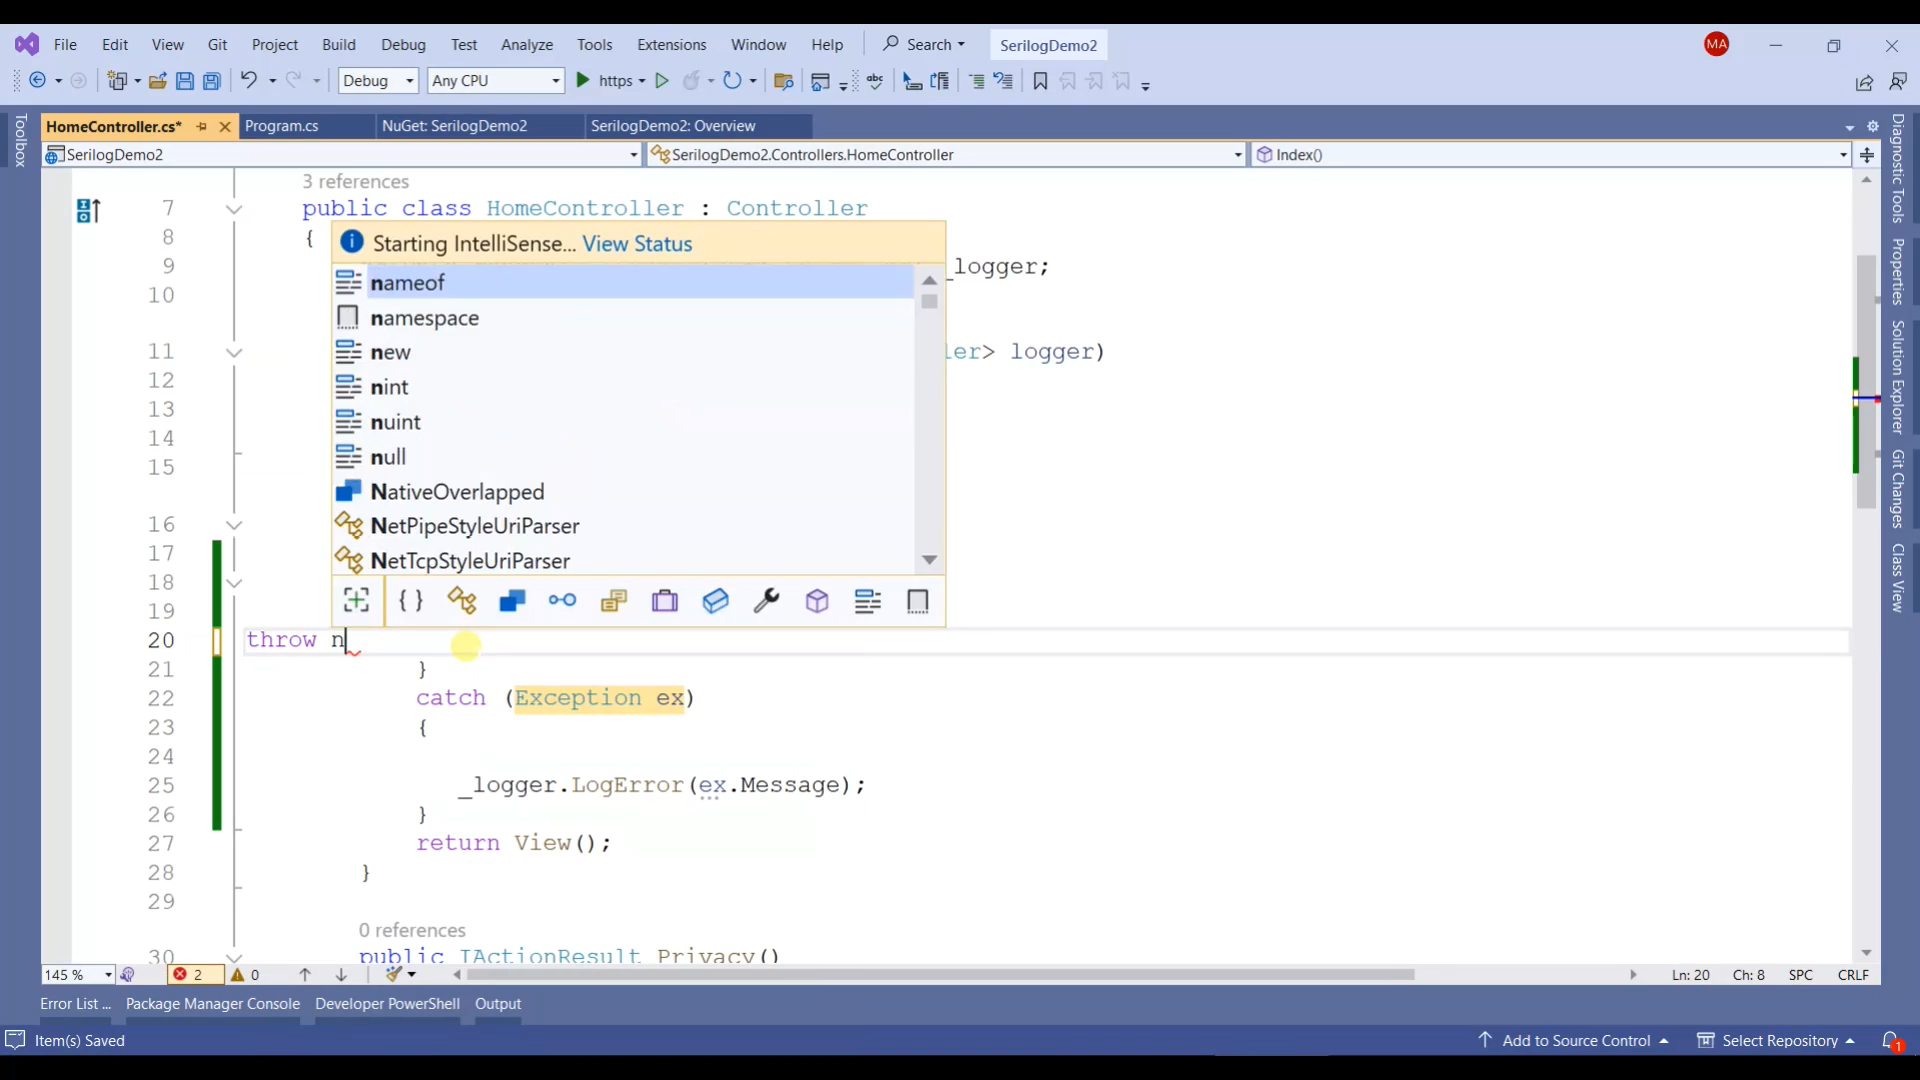 File Edit View Git Project Build Debug Test Analyze Tools Extensions Window Help Search SerilogDemo2 MA
Debug Any CPU https
HomeController.cs* Program.cs NuGet: SerilogDemo2 SerilogDemo2: Overview
SerilogDemo2 SerilogDemo2.Controllers.HomeController Index()
Toolbox
3 references
7 public class HomeController : Controller
8 {
9 _logger;
10
11 ler> logger)
12
13
14
15
16
17
18
19
20 throw n
21 }
22 catch (Exception ex)
23 {
24
25 _logger.LogError(ex.Message);
26 }
27 return View();
28 }
29
0 references
30 public IActionResult Privacy()
Starting IntelliSense... View Status
nameof
namespace
new
nint
nuint
null
NativeOverlapped
NetPipeStyleUriParser
NetTcpStyleUriParser
Diagnostic Tools
Properties
Solution Explorer
Git Changes
Class View
145 % 2 0 Ln: 20 Ch: 8 SPC CRLF
Error List ... Package Manager Console Developer PowerShell Output
Item(s) Saved Add to Source Control Select Repository 1